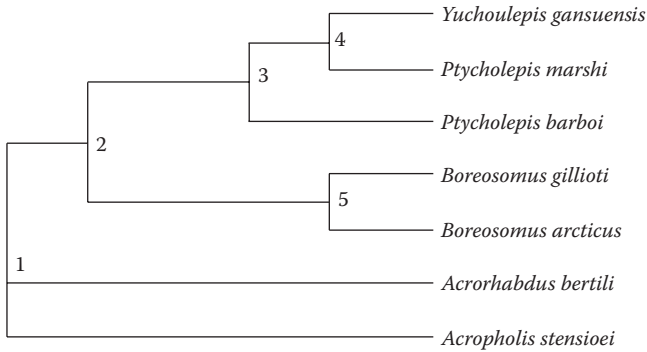 Yuchoulepis gansuensis
4
Ptycholepis marshi
3
Ptycholepis barboi
2
Boreosomus gillioti
5
Boreosomus arcticus
1
Acrorhabdus bertili
Acropholis stensioei